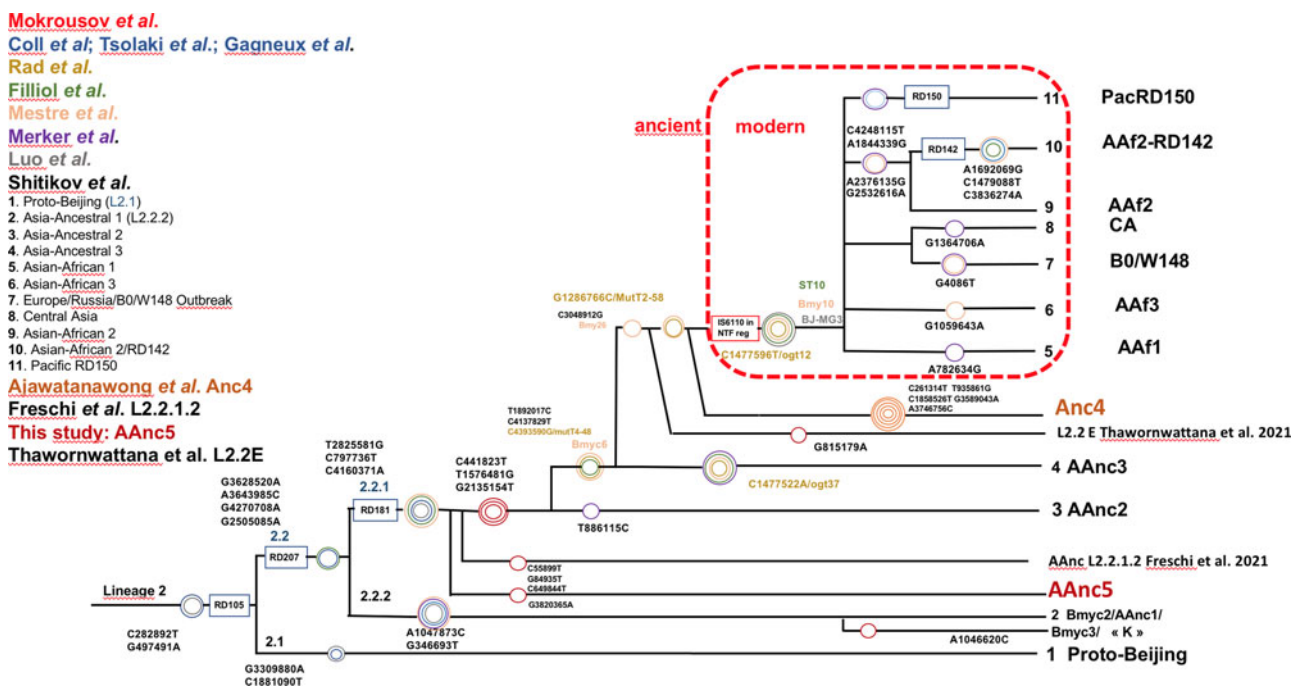 Mokrousov et al.
Coll et al; Tsolaki et al.; Gagneux et al.
Rad et al.
Filliol et al.
Mestre et al.
Merker et al.
Luo et al.
Shitikov et al.
1. Proto-Beijing (L2.1)
2. Asia-Ancestral 1 (L2.2.2)
3. Asia-Ancestral 2
4. Asia-Ancestral 3
5. Asian-African 1
6. Asian-African 3
7. Europe/Russia/B0/W148 Outbreak
8. Central Asia
9. Asian-African 2
10. Asian-African 2/RD142
11. Pacific RD150
Ajawatanawong et al. Anc4
Freschi et al. L2.2.1.2
This study: AAnc5
Thawornwattana et al. L2.2E
ancient
modern
RD150
11 PacRD150
C4248115T
A1844339G
RD142
10 AAf2-RD142
A2376135G
G2532616A
A1692069G
C1479088T
C3836274A
9 AAf2
8 CA
G1364706A
7 B0/W148
G4086T
ST10
Bmy10
BJ-MG3
G1286766C/MutT2-58
C3048912G
Bmy26
IS6110 in
NTF reg
C1477596T/ogt12
6 AAf3
G1059643A
5 AAf1
A782634G
C261314T T935861G
C1858526T G3589043A
A3746756C
Anc4
L2.2 E Thawornwattana et al. 2021
G815179A
T1892017C
C4137829T
C4393590G/mutT4-48
Bmyc6
4 AAnc3
C1477522A/ogt37
T2825581G
C797736T
C4160371A
C441823T
T1576481G
G2135154T
2.2.1
RD181
3 AAnc2
T886115C
G3628520A
A3643985C
G4270708A
G2505085A
2.2
RD207
AAnc L2.2.1.2 Freschi et al. 2021
C55899T
G84935T
C649844T
G3820365A
AAnc5
Lineage 2
RD105
2.2.2
2 Bmyc2/AAnc1/
Bmyc3/ « K »
A1047873C
G346693T
A1046620C
C282892T
G497491A
2.1
1 Proto-Beijing
G3309880A
C1881090T